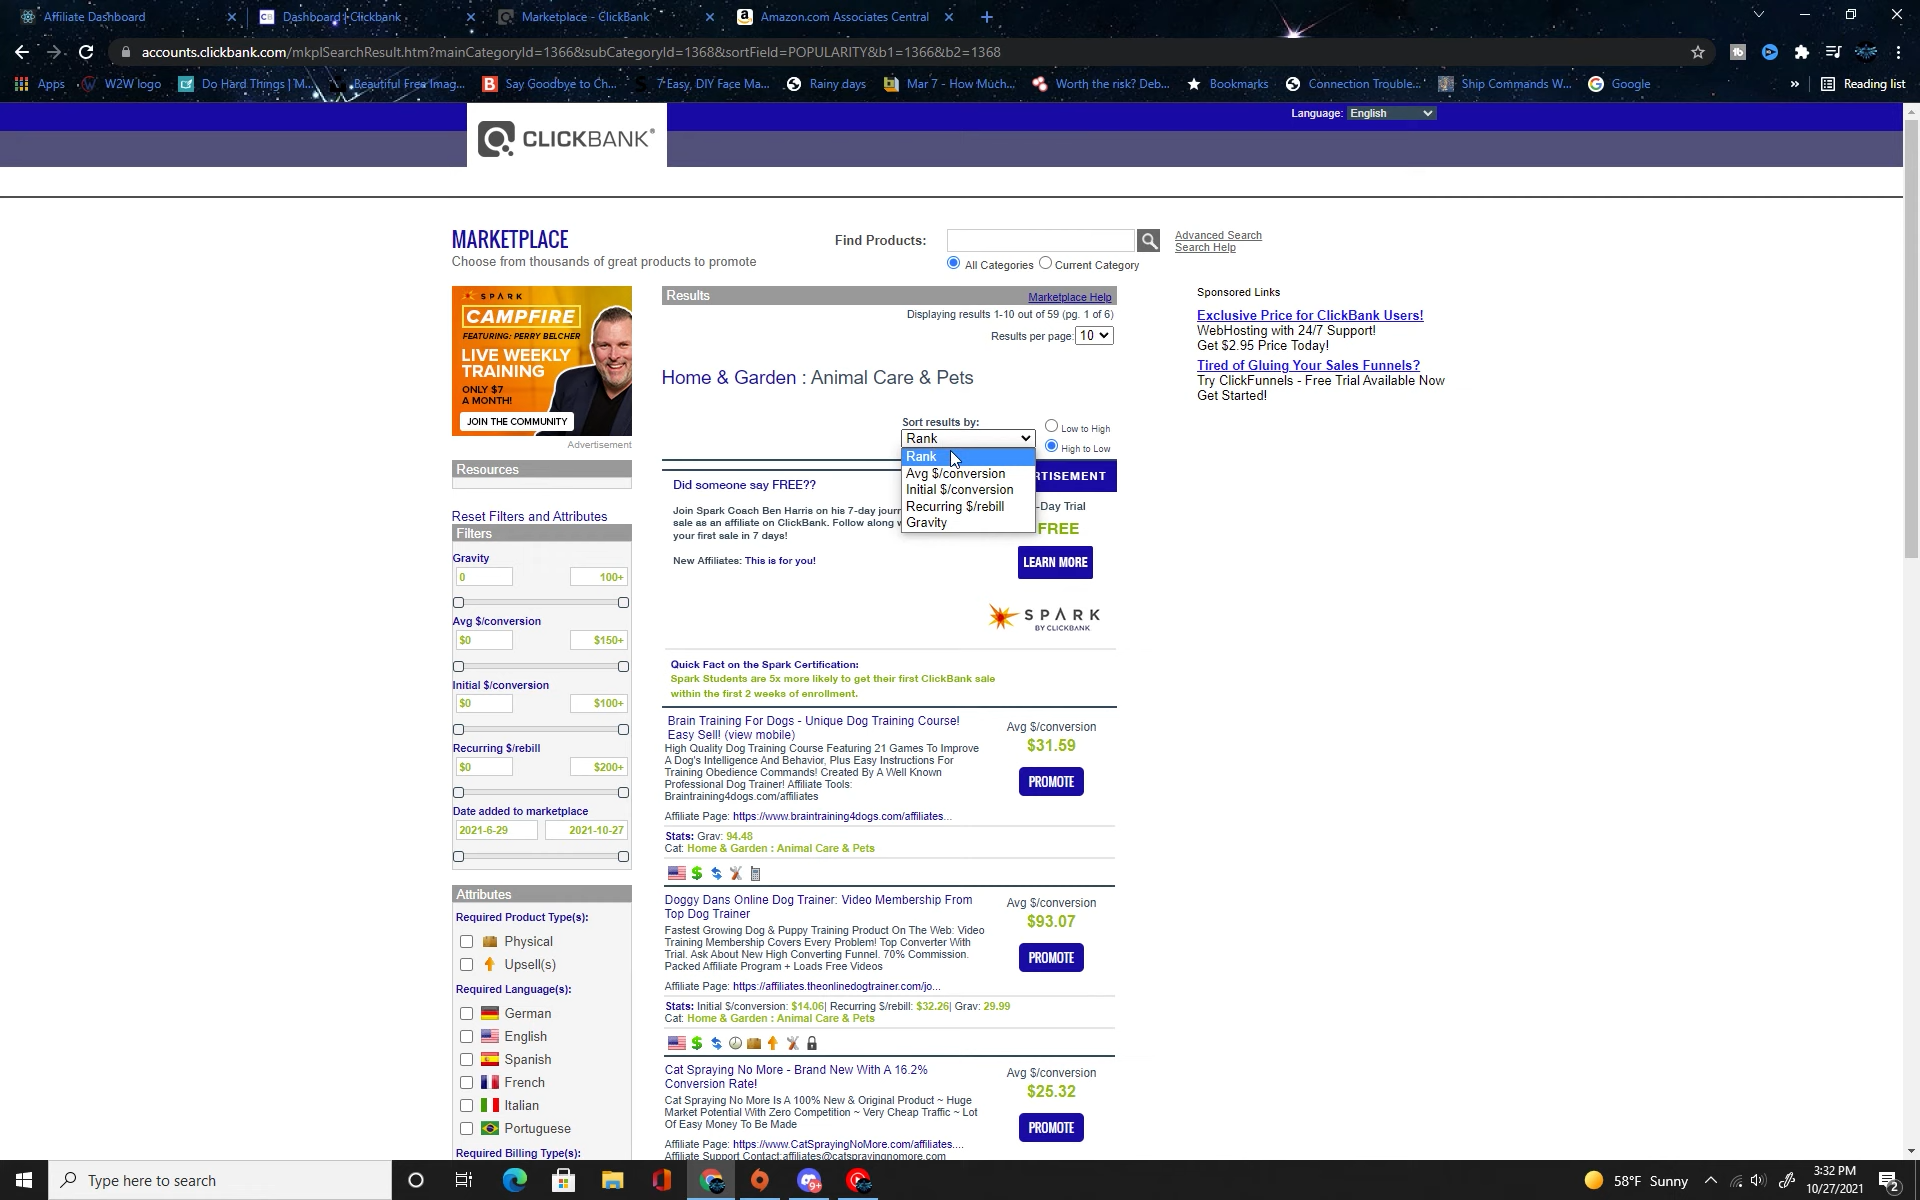 Affiliate Dashboard
CB Dashboard | Clickbank
Marketplace - ClickBank
a Amazon.com Associates Central
accounts.clickbank.com/mkplSearchResult.htm?mainCategoryId=1366&subCategoryId=1368&sortField=POPULARITY&b1=1366&b2=1368
Apps W2W logo Do Hard Things | M... Beautiful Free Imag... B Say Goodbye to Ch... 7 Easy, DIY Face Ma... Rainy days Mar 7 - How Much... Worth the risk? Deb... Bookmarks Connection Trouble... Ship Commands W... G Google » Reading list
Language: English
CLICKBANK®
MARKETPLACE
Choose from thousands of great products to promote
Find Products:
Advanced Search
Search Help
All Categories Current Category
SPARK
CAMPFIRE
FEATURING: PERRY BELCHER
LIVE WEEKLY
TRAINING
ONLY $7
A MONTH!
JOIN THE COMMUNITY
Advertisement
Resources
Reset Filters and Attributes
Filters
Gravity
0 100+
Avg $/conversion
$0 $150+
Initial $/conversion
$0 $100+
Recurring $/rebill
$0 $200+
Date added to marketplace
2021-6-29 2021-10-27
Attributes
Required Product Type(s):
Physical
Upsell(s)
Required Language(s):
German
English
Spanish
French
Italian
Portuguese
Required Billing Type(s):
Results Marketplace Help
Displaying results 1-10 out of 59 (pg. 1 of 6)
Results per page: 10
Home & Garden : Animal Care & Pets
Sort results by:
Rank
Low to High
High to Low
Rank
Avg $/conversion
Initial $/conversion
Recurring $/rebill
Gravity
Did someone say FREE??
RTISEMENT
Join Spark Coach Ben Harris on his 7-day jour
sale as an affiliate on ClickBank. Follow along
your first sale in 7 days!
New Affiliates: This is for you!
-Day Trial
FREE
LEARN MORE
SPARK
BY CLICKBANK
Quick Fact on the Spark Certification:
Spark Students are 5x more likely to get their first ClickBank sale
within the first 2 weeks of enrollment.
Brain Training For Dogs - Unique Dog Training Course!
Easy Sell! (view mobile)
High Quality Dog Training Course Featuring 21 Games To Improve
A Dog's Intelligence And Behavior, Plus Easy Instructions For
Training Obedience Commands! Created By A Well Known
Professional Dog Trainer! Affiliate Tools:
Braintraining4dogs.com/affiliates
Avg $/conversion
$31.59
PROMOTE
Affiliate Page: https://www.braintraining4dogs.com/affiliates...
Stats: Grav: 94.48
Cat: Home & Garden : Animal Care & Pets
Doggy Dans Online Dog Trainer: Video Membership From
Top Dog Trainer
Fastest Growing Dog & Puppy Training Product On The Web: Video
Training Membership Covers Every Problem! Top Converter With
Trial. Ask About New High Converting Funnel. 70% Commission.
Packed Affiliate Program + Loads Free Videos
Avg $/conversion
$93.07
PROMOTE
Affiliate Page: https://affiliates.theonlinedogtrainer.com/jo...
Stats: Initial $/conversion: $14.06| Recurring $/rebill: $32.26| Grav: 29.99
Cat: Home & Garden : Animal Care & Pets
Cat Spraying No More - Brand New With A 16.2%
Conversion Rate!
Cat Spraying No More Is A 100% New & Original Product ~ Huge
Market Potential With Zero Competition ~ Very Cheap Traffic ~ Lot
Of Easy Money To Be Made
Avg $/conversion
$25.32
PROMOTE
Affiliate Page: https://www.CatSprayingNoMore.com/affiliates....
Affiliate Support Contact:affiliates@catsprayingnomore.com
Sponsored Links
Exclusive Price for ClickBank Users!
WebHosting with 24/7 Support!
Get $2.95 Price Today!
Tired of Gluing Your Sales Funnels?
Try ClickFunnels - Free Trial Available Now
Get Started!
Type here to search
58°F Sunny
3:32 PM
10/27/2021
2